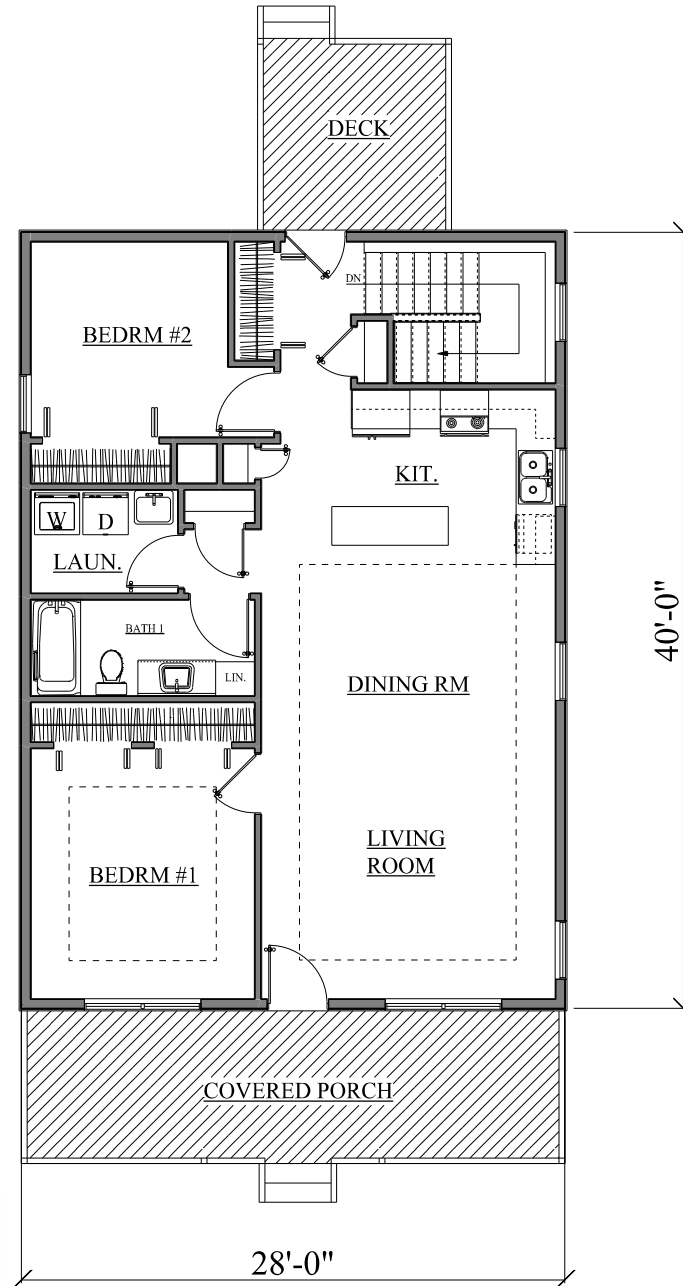 DECK
DN
BEDRM #2
KIT.
W
D
LAUN.
40'-0"
BATH 1
LIN.
DINING RM
LIVING
ROOM
BEDRM #1
COVERED PORCH
28'-0"